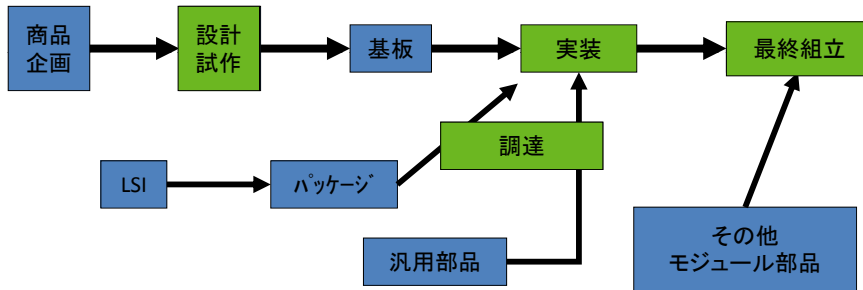 商品
企画
設計
試作
基板
実装
最終組立
調達
LSI
ﾊﾟｯｹｰｼﾞ
汎用部品
その他
モジュール部品